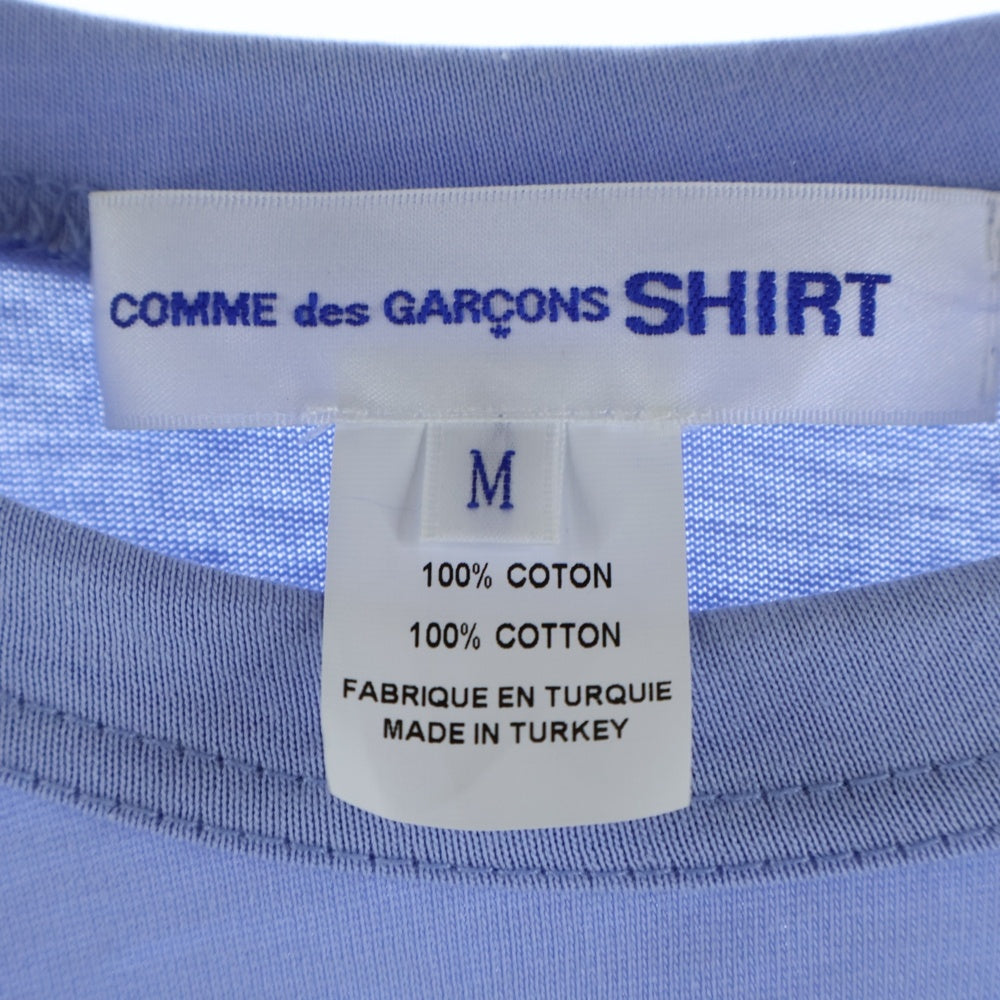 COMME des GARÇONS SHIRT
M
100% COTON
100% COTTON
FABRIQUE EN TURQUIE
MADE IN TURKEY